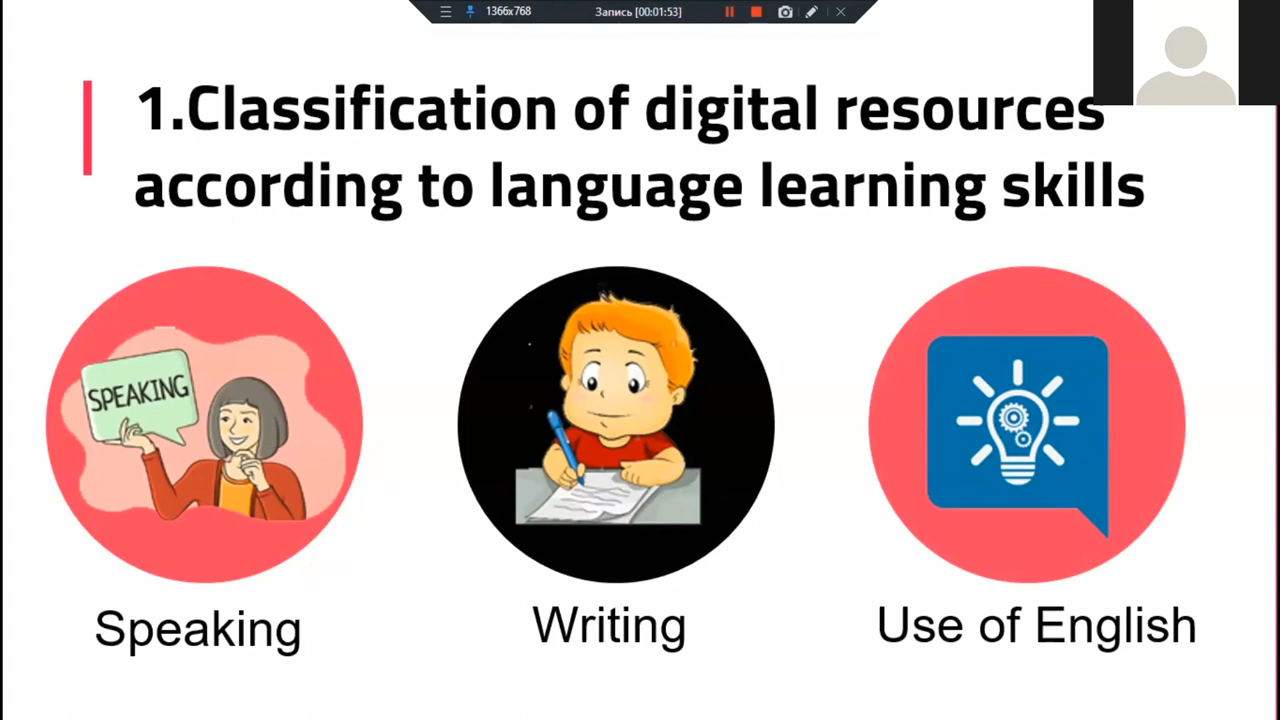 1366x768
Запись [00:01:53]
1.Classification of digital resources
according to language learning skills
SPEAKING
Speaking
Writing
Use of English